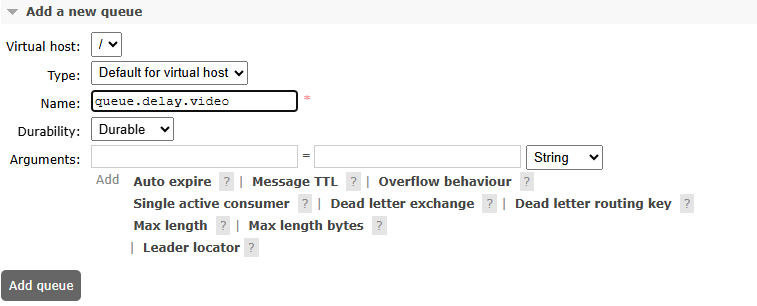 Add a new queue
Virtual host: /
Type: Default for virtual host
Name: queue.delay.video *
Durability: Durable
Arguments: = String
Add Auto expire ? | Message TTL ? | Overflow behaviour ?
Single active consumer ? | Dead letter exchange ? | Dead letter routing key ?
Max length ? | Max length bytes ?
| Leader locator ?
Add queue